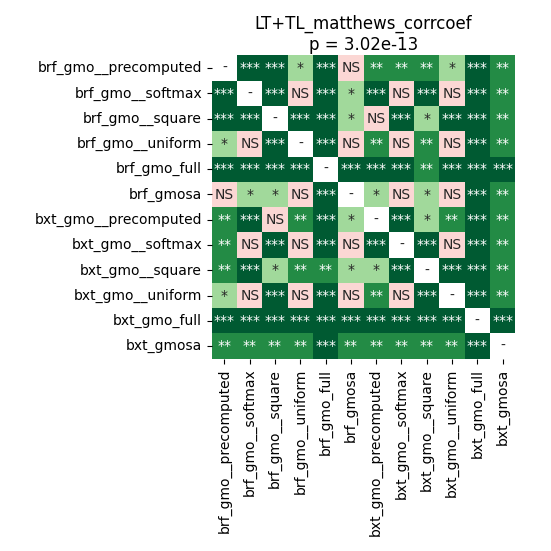 LT+TL_matthews_corrcoef
p = 3.02e-13
brf_gmo__precomputed - *** *** * *** NS ** ** ** * *** **
brf_gmo__softmax *** - *** NS *** * *** NS *** NS *** **
brf_gmo__square *** *** - *** *** * NS *** * *** *** **
brf_gmo__uniform * NS *** - *** NS ** NS ** NS *** **
brf_gmo_full *** *** *** *** - *** *** *** ** *** *** ***
brf_gmosa NS * * NS *** - * NS * NS *** **
bxt_gmo__precomputed ** *** NS ** *** * - *** * ** *** **
bxt_gmo__softmax ** NS *** NS *** NS *** - *** NS *** **
bxt_gmo__square ** *** * ** ** * * *** - *** *** **
bxt_gmo__uniform * NS *** NS *** NS ** NS *** - *** **
bxt_gmo_full *** *** *** *** *** *** *** *** *** *** - ***
bxt_gmosa ** ** ** ** *** ** ** ** ** ** *** -
brf_gmo__precomputed
brf_gmo__softmax
brf_gmo__square
brf_gmo__uniform
brf_gmo_full
brf_gmosa
bxt_gmo__precomputed
bxt_gmo__softmax
bxt_gmo__square
bxt_gmo__uniform
bxt_gmo_full
bxt_gmosa